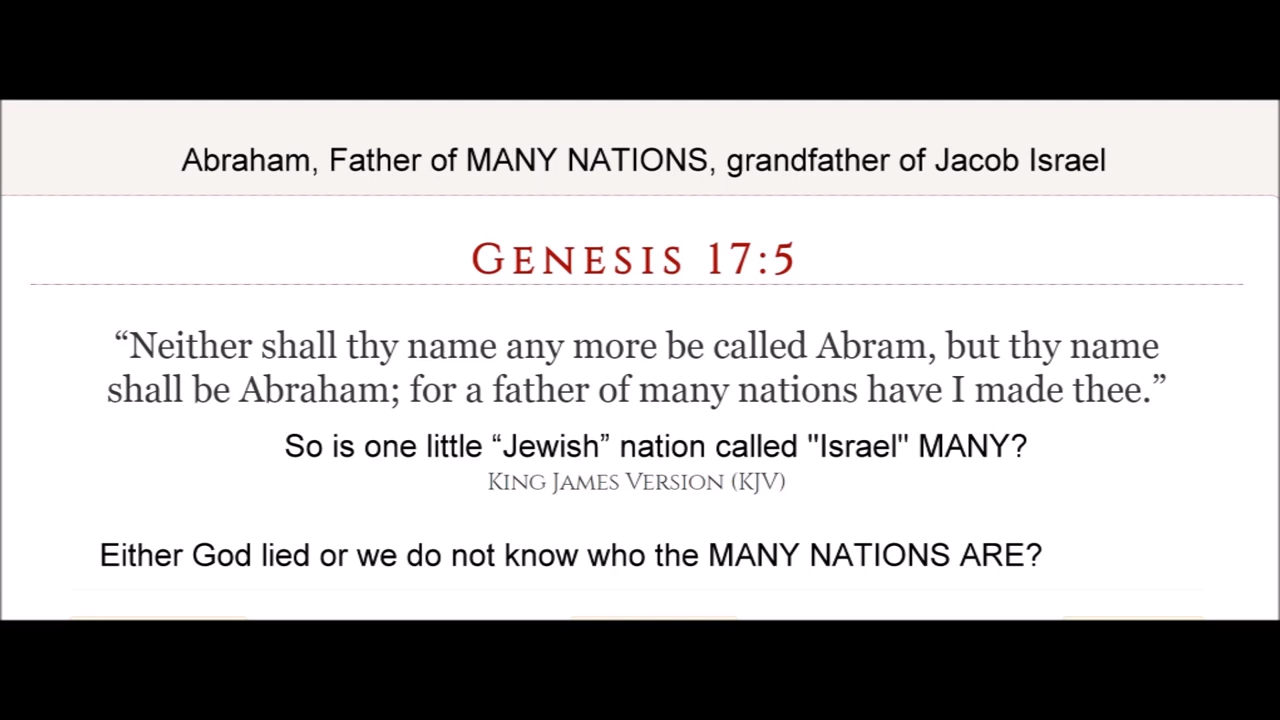 Abraham, Father of MANY NATIONS, grandfather of Jacob Israel
GENESIS 17:5
“Neither shall thy name any more be called Abram, but thy name
shall be Abraham; for a father of many nations have I made thee.”
So is one little “Jewish” nation called "Israel" MANY?
KING JAMES VERSION (KJV)
Either God lied or we do not know who the MANY NATIONS ARE?